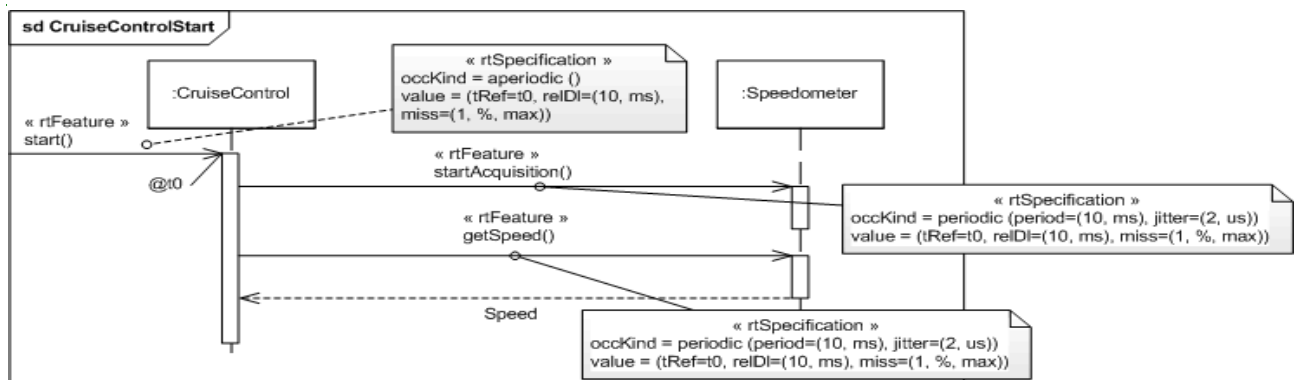 sd CruiseControlStart
« rtSpecification »
occKind = aperiodic ()
value = (tRef=t0, relDl=(10, ms),
miss=(1, %, max))
:CruiseControl
:Speedometer
« rtFeature »
start()
@t0
« rtFeature »
startAcquisition()
« rtSpecification »
occKind = periodic (period=(10, ms), jitter=(2, us))
value = (tRef=t0, relDl=(10, ms), miss=(1, %, max))
« rtFeature »
getSpeed()
Speed
« rtSpecification »
occKind = periodic (period=(10, ms), jitter=(2, us))
value = (tRef=t0, relDl=(10, ms), miss=(1, %, max))